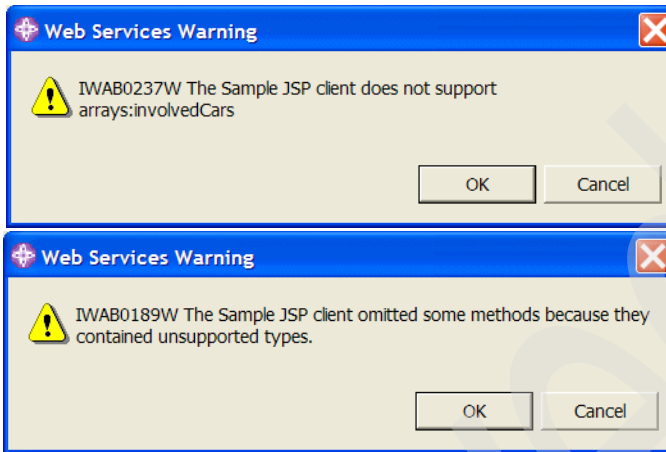 Web Services Warning
IWAB0237W The Sample JSP client does not support
arrays:involvedCars
OK
Cancel
Web Services Warning
IWAB0189W The Sample JSP client omitted some methods because they
contained unsupported types.
OK
Cancel